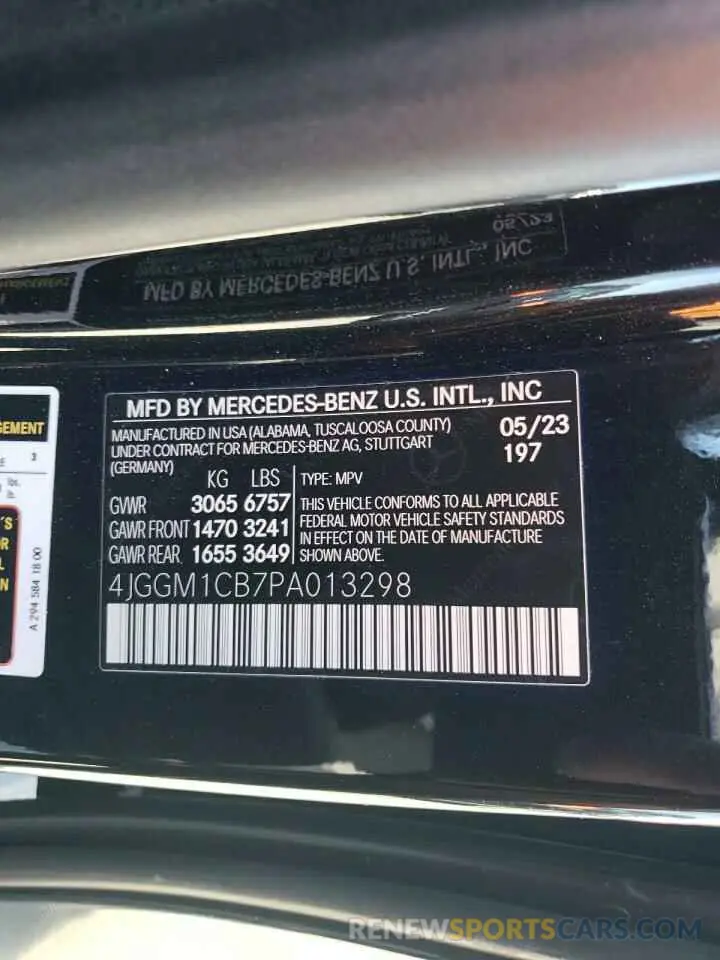 MFD BY MERCEDES-BENZ U.S. INTL., INC
MANUFACTURED IN USA (ALABAMA, TUSCALOOSA COUNTY)
UNDER CONTRACT FOR MERCEDES-BENZ AG, STUTTGART
(GERMANY)
05/23
197
KG LBS
GVWR 3065 6757
GAWR FRONT 1470 3241
GAWR REAR 1655 3649
TYPE: MPV
THIS VEHICLE CONFORMS TO ALL APPLICABLE
FEDERAL MOTOR VEHICLE SAFETY STANDARDS
IN EFFECT ON THE DATE OF MANUFACTURE
SHOWN ABOVE.
4JGGM1CB7PA013298
3
lbs.
lb.
A 294 584 18 00
RENEWSPORTSCARS.COM